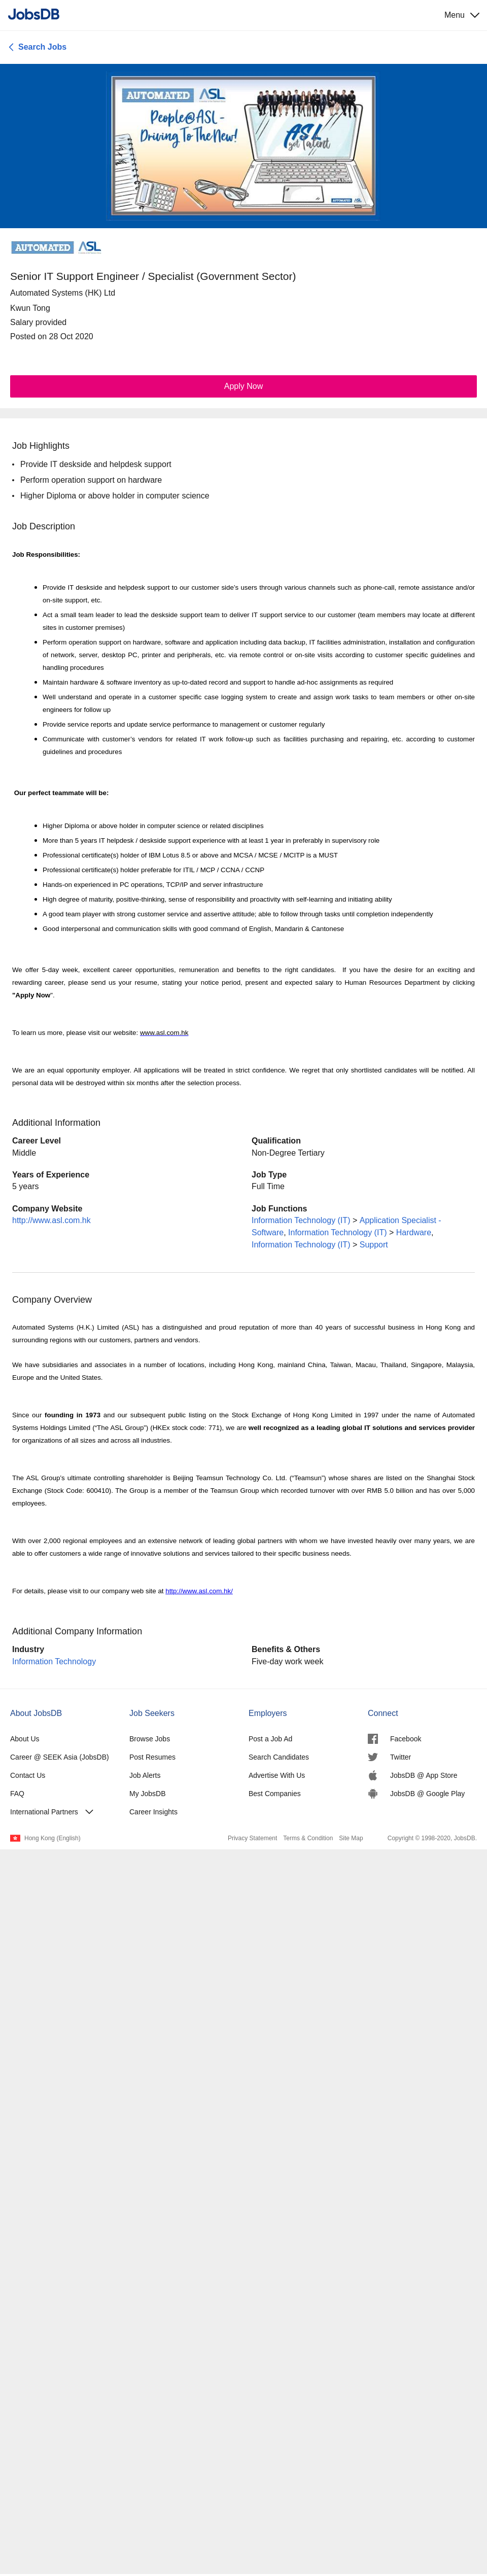 JobsDB
Menu
Search Jobs
AUTOMATED ASL
People@ASL-
Driving To The New!
ASL
got Talent
AUTOMATED ASL
AUTOMATED ASL
Senior IT Support Engineer / Specialist (Government Sector)
Automated Systems (HK) Ltd
Kwun Tong
Salary provided
Posted on 28 Oct 2020
Apply Now
Job Highlights
• Provide IT deskside and helpdesk support
• Perform operation support on hardware
• Higher Diploma or above holder in computer science
Job Description
Job Responsibilities:
• Provide IT deskside and helpdesk support to our customer side's users through various channels such as phone-call, remote assistance and/or
on-site support, etc.
• Act a small team leader to lead the deskside support team to deliver IT support service to our customer (team members may locate at different
sites in customer premises)
• Perform operation support on hardware, software and application including data backup, IT facilities administration, installation and configuration
of network, server, desktop PC, printer and peripherals, etc. via remote control or on-site visits according to customer specific guidelines and
handling procedures
• Maintain hardware & software inventory as up-to-dated record and support to handle ad-hoc assignments as required
• Well understand and operate in a customer specific case logging system to create and assign work tasks to team members or other on-site
engineers for follow up
• Provide service reports and update service performance to management or customer regularly
• Communicate with customer's vendors for related IT work follow-up such as facilities purchasing and repairing, etc. according to customer
guidelines and procedures
Our perfect teammate will be:
• Higher Diploma or above holder in computer science or related disciplines
• More than 5 years IT helpdesk / deskside support experience with at least 1 year in preferably in supervisory role
• Professional certificate(s) holder of IBM Lotus 8.5 or above and MCSA / MCSE / MCITP is a MUST
• Professional certificate(s) holder preferable for ITIL / MCP / CCNA / CCNP
• Hands-on experienced in PC operations, TCP/IP and server infrastructure
• High degree of maturity, positive-thinking, sense of responsibility and proactivity with self-learning and initiating ability
• A good team player with strong customer service and assertive attitude; able to follow through tasks until completion independently
• Good interpersonal and communication skills with good command of English, Mandarin & Cantonese
We offer 5-day week, excellent career opportunities, remuneration and benefits to the right candidates. If you have the desire for an exciting and
rewarding career, please send us your resume, stating your notice period, present and expected salary to Human Resources Department by clicking
"Apply Now".
To learn us more, please visit our website: www.asl.com.hk
We are an equal opportunity employer. All applications will be treated in strict confidence. We regret that only shortlisted candidates will be notified. All
personal data will be destroyed within six months after the selection process.
Additional Information
Career Level
Middle
Qualification
Non-Degree Tertiary
Years of Experience
5 years
Job Type
Full Time
Company Website
http://www.asl.com.hk
Job Functions
Information Technology (IT) > Application Specialist -
Software, Information Technology (IT) > Hardware,
Information Technology (IT) > Support
Company Overview
Automated Systems (H.K.) Limited (ASL) has a distinguished and proud reputation of more than 40 years of successful business in Hong Kong and
surrounding regions with our customers, partners and vendors.
We have subsidiaries and associates in a number of locations, including Hong Kong, mainland China, Taiwan, Macau, Thailand, Singapore, Malaysia,
Europe and the United States.
Since our founding in 1973 and our subsequent public listing on the Stock Exchange of Hong Kong Limited in 1997 under the name of Automated
Systems Holdings Limited ("The ASL Group") (HKEx stock code: 771), we are well recognized as a leading global IT solutions and services provider
for organizations of all sizes and across all industries.
The ASL Group's ultimate controlling shareholder is Beijing Teamsun Technology Co. Ltd. ("Teamsun") whose shares are listed on the Shanghai Stock
Exchange (Stock Code: 600410). The Group is a member of the Teamsun Group which recorded turnover with over RMB 5.0 billion and has over 5,000
employees.
With over 2,000 regional employees and an extensive network of leading global partners with whom we have invested heavily over many years, we are
able to offer customers a wide range of innovative solutions and services tailored to their specific business needs.
For details, please visit to our company web site at http://www.asl.com.hk/
Additional Company Information
Industry
Information Technology
Benefits & Others
Five-day work week
About JobsDB
About Us
Career @ SEEK Asia (JobsDB)
Contact Us
FAQ
International Partners
Job Seekers
Browse Jobs
Post Resumes
Job Alerts
My JobsDB
Career Insights
Employers
Post a Job Ad
Search Candidates
Advertise With Us
Best Companies
Connect
Facebook
Twitter
JobsDB @ App Store
JobsDB @ Google Play
Hong Kong (English)
Privacy Statement Terms & Condition Site Map
Copyright © 1998-2020, JobsDB.